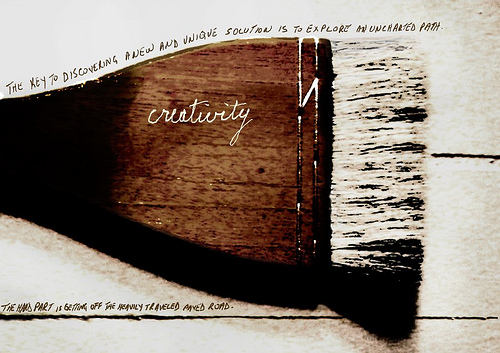 THE KEY TO DISCOVERING A NEW AND UNIQUE SOLUTION IS TO EXPLORE AN UNCHARTED PATH.
creativity
THE HARD PART IS GETTING OFF THE HEAVILY TRAVELED PAVED ROAD.